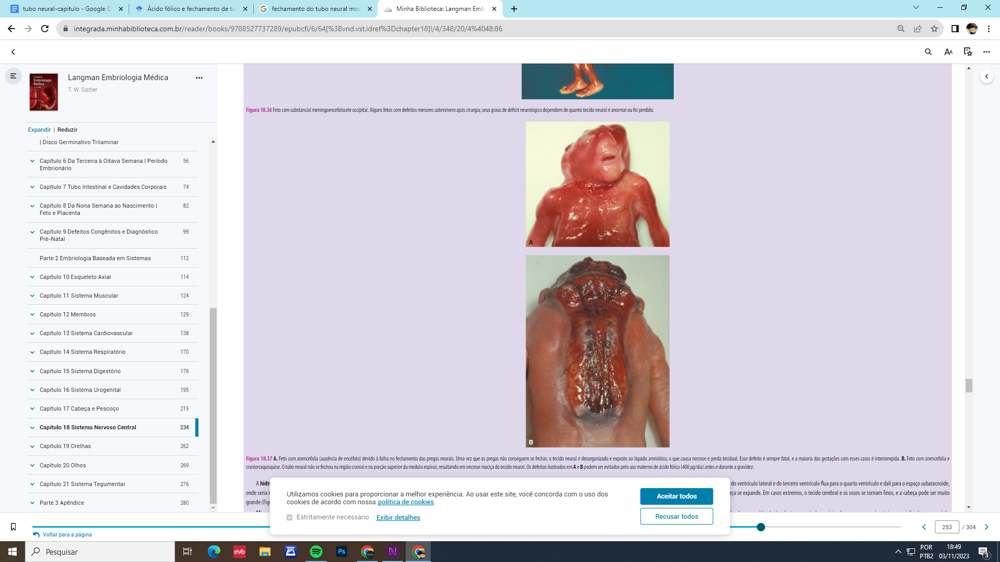 tubo neural-capitulo - Google D
Ácido fólico e fechamento de tu
fechamento do tubo neural mo
Minha Biblioteca: Langman Emb
integrada.minhabiblioteca.com.br/reader/books/9788527737289/epubcfi/6/64[%3Bvnd.vst.idref%3Dchapter18]!/4/348/20/4%4048:86
Langman Embriologia Médica
T. W. Sadler
Expandir | Reduzir
| Disco Germinativo Trilaminar
Capítulo 6 Da Terceira à Oitava Semana | Período 56
Embrionário
Capítulo 7 Tubo Intestinal e Cavidades Corporais 74
Capítulo 8 Da Nona Semana ao Nascimento | 82
Feto e Placenta
Capítulo 9 Defeitos Congênitos e Diagnóstico 99
Pré-Natal
Parte 2 Embriologia Baseada em Sistemas 112
Capítulo 10 Esqueleto Axial 114
Capítulo 11 Sistema Muscular 124
Capítulo 12 Membros 129
Capítulo 13 Sistema Cardiovascular 138
Capítulo 14 Sistema Respiratório 170
Capítulo 15 Sistema Digestório 176
Capítulo 16 Sistema Urogenital 195
Capítulo 17 Cabeça e Pescoço 215
Capítulo 18 Sistema Nervoso Central 234
Capítulo 19 Orelhas 262
Capítulo 20 Olhos 269
Capítulo 21 Sistema Tegumentar 276
Parte 3 Apêndice 280
Figura 18.36 Feto com substancial meningoencefalocele occipital. Alguns fetos com defeitos menores sobrevivem após cirurgia; seus graus de déficit neurológico dependem de quanto tecido neural é anormal ou foi perdido.
A
B
Figura 18.37 A. Feto com anencefalia (ausência de encéfalo) devido à falha no fechamento das pregas neurais. Uma vez que as pregas não conseguem se fechar, o tecido neural é desorganizado e exposto ao líquido amniótico, o que causa necrose e perda tecidual. Esse defeito é sempre fatal, e a maioria das gestações com esses casos é interrompida. B. Feto com anencefalia e
craniorraquísquise. O tubo neural não se fechou na região cranial e na porção superior da medula espinal, resultando em necrose maciça do tecido neural. Os defeitos ilustrados em A e B podem ser evitados pelo uso materno de ácido fólico (400 µg/dia) antes e durante a gravidez.
A hidr do ventrículo lateral e do terceiro ventrículo flua para o quarto ventrículo e dali para o espaço subaracnoide,
onde seria r eça se expande. Em casos extremos, o tecido cerebral e os ossos se tornam finos, e a cabeça pode ser muito
grande (Fig
Utilizamos cookies para proporcionar a melhor experiência. Ao usar este site, você concorda com o uso dos
cookies de acordo com nossa política de cookies.
Estritamente necessário Exibir detalhes
Aceitar todos
Recusar todos
Voltar para a página
253 / 304
Pesquisar
evb
Ps
POR
PTB2
18:49
03/11/2023
3